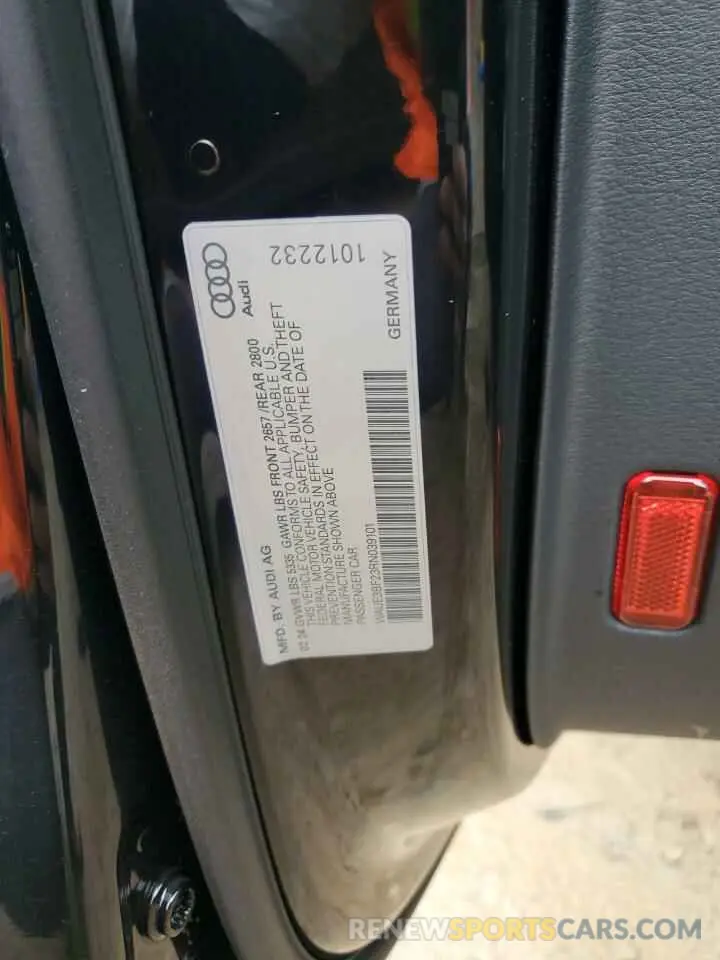 MFD. BY AUDI AG
02 24 GVWR LBS 5335 GAWR LBS FRONT 2657 /REAR 2800
THIS VEHICLE CONFORMS TO ALL APPLICABLE U.S.
FEDERAL MOTOR VEHICLE SAFETY, BUMPER AND THEFT
PREVENTION STANDARDS IN EFFECT ON THE DATE OF
MANUFACTURE SHOWN ABOVE
PASSENGER CAR
WAUE3BF23RN039101
Audi
1012232
GERMANY
RENEWSPORTSCARS.COM